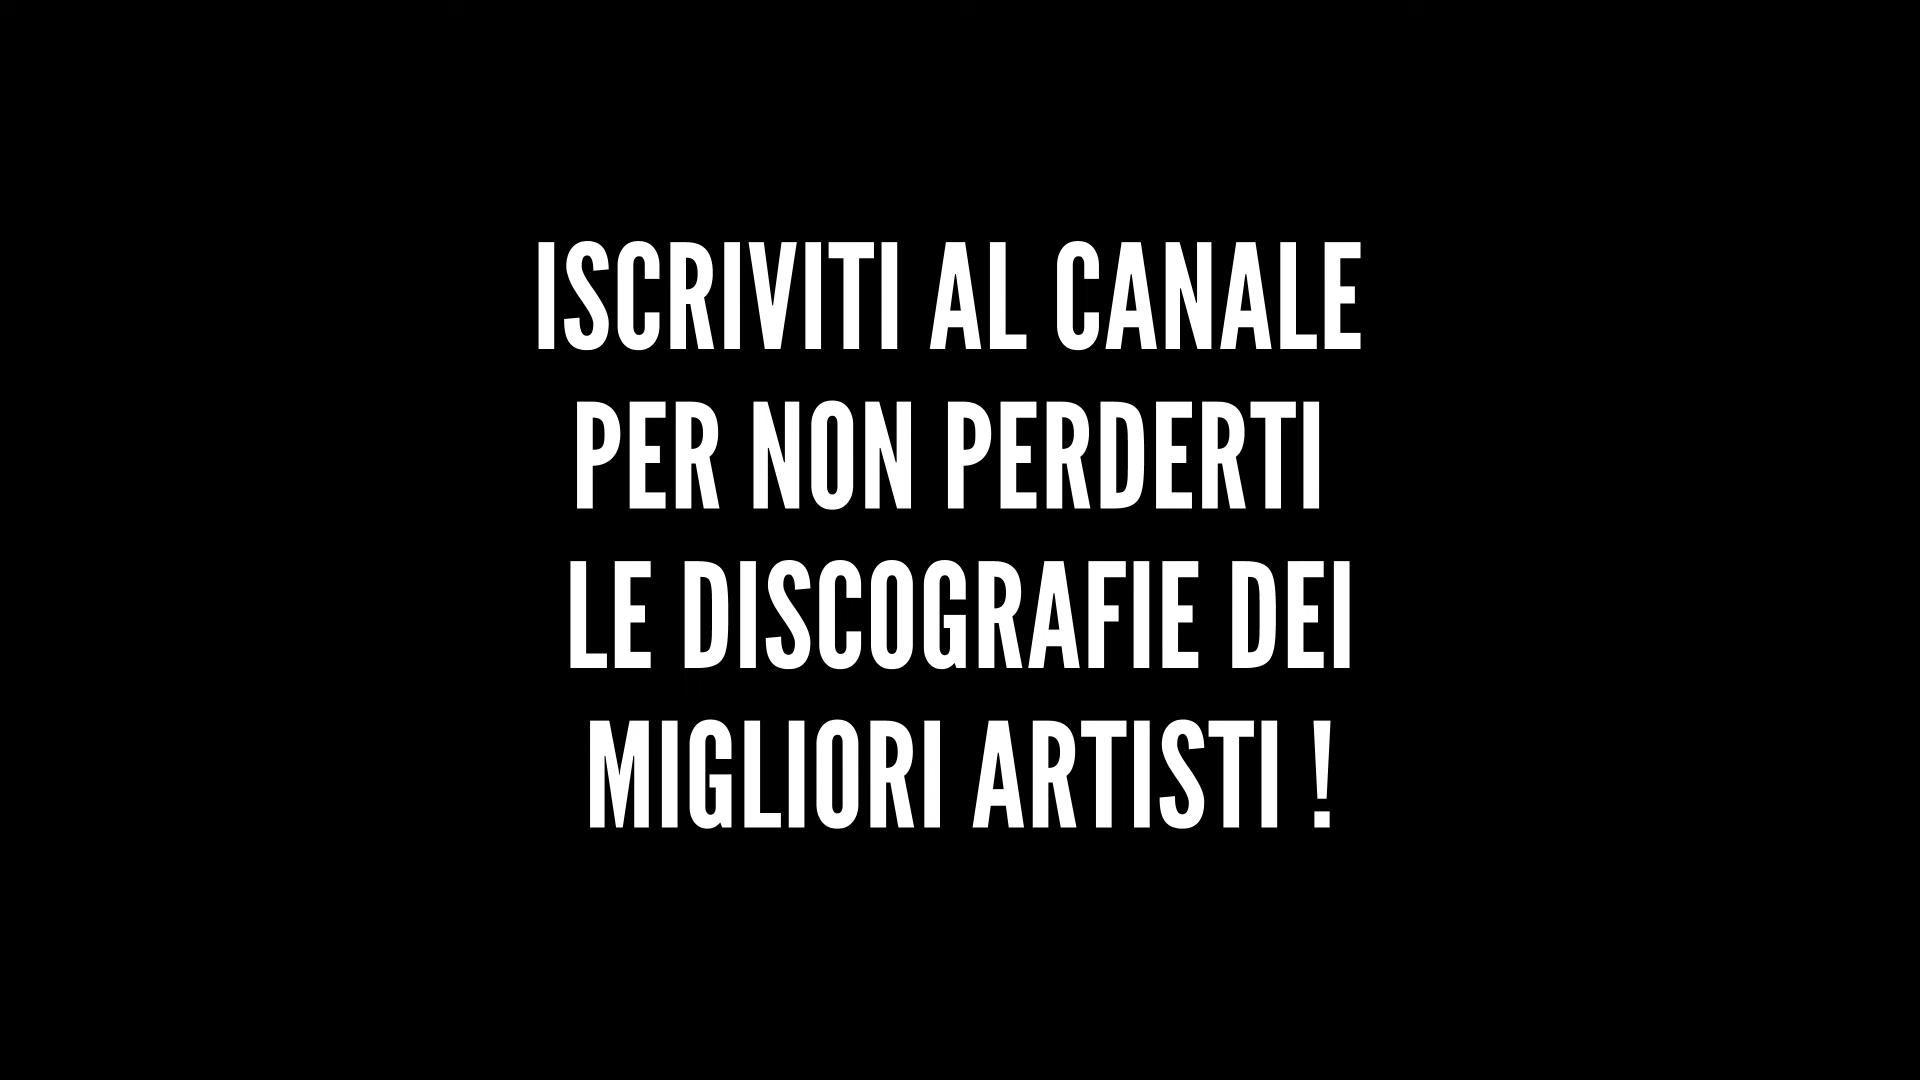 ISCRIVITI AL CANALE
PER NON PERDERTI
LE DISCOGRAFIE DEI
MIGLIORI ARTISTI !